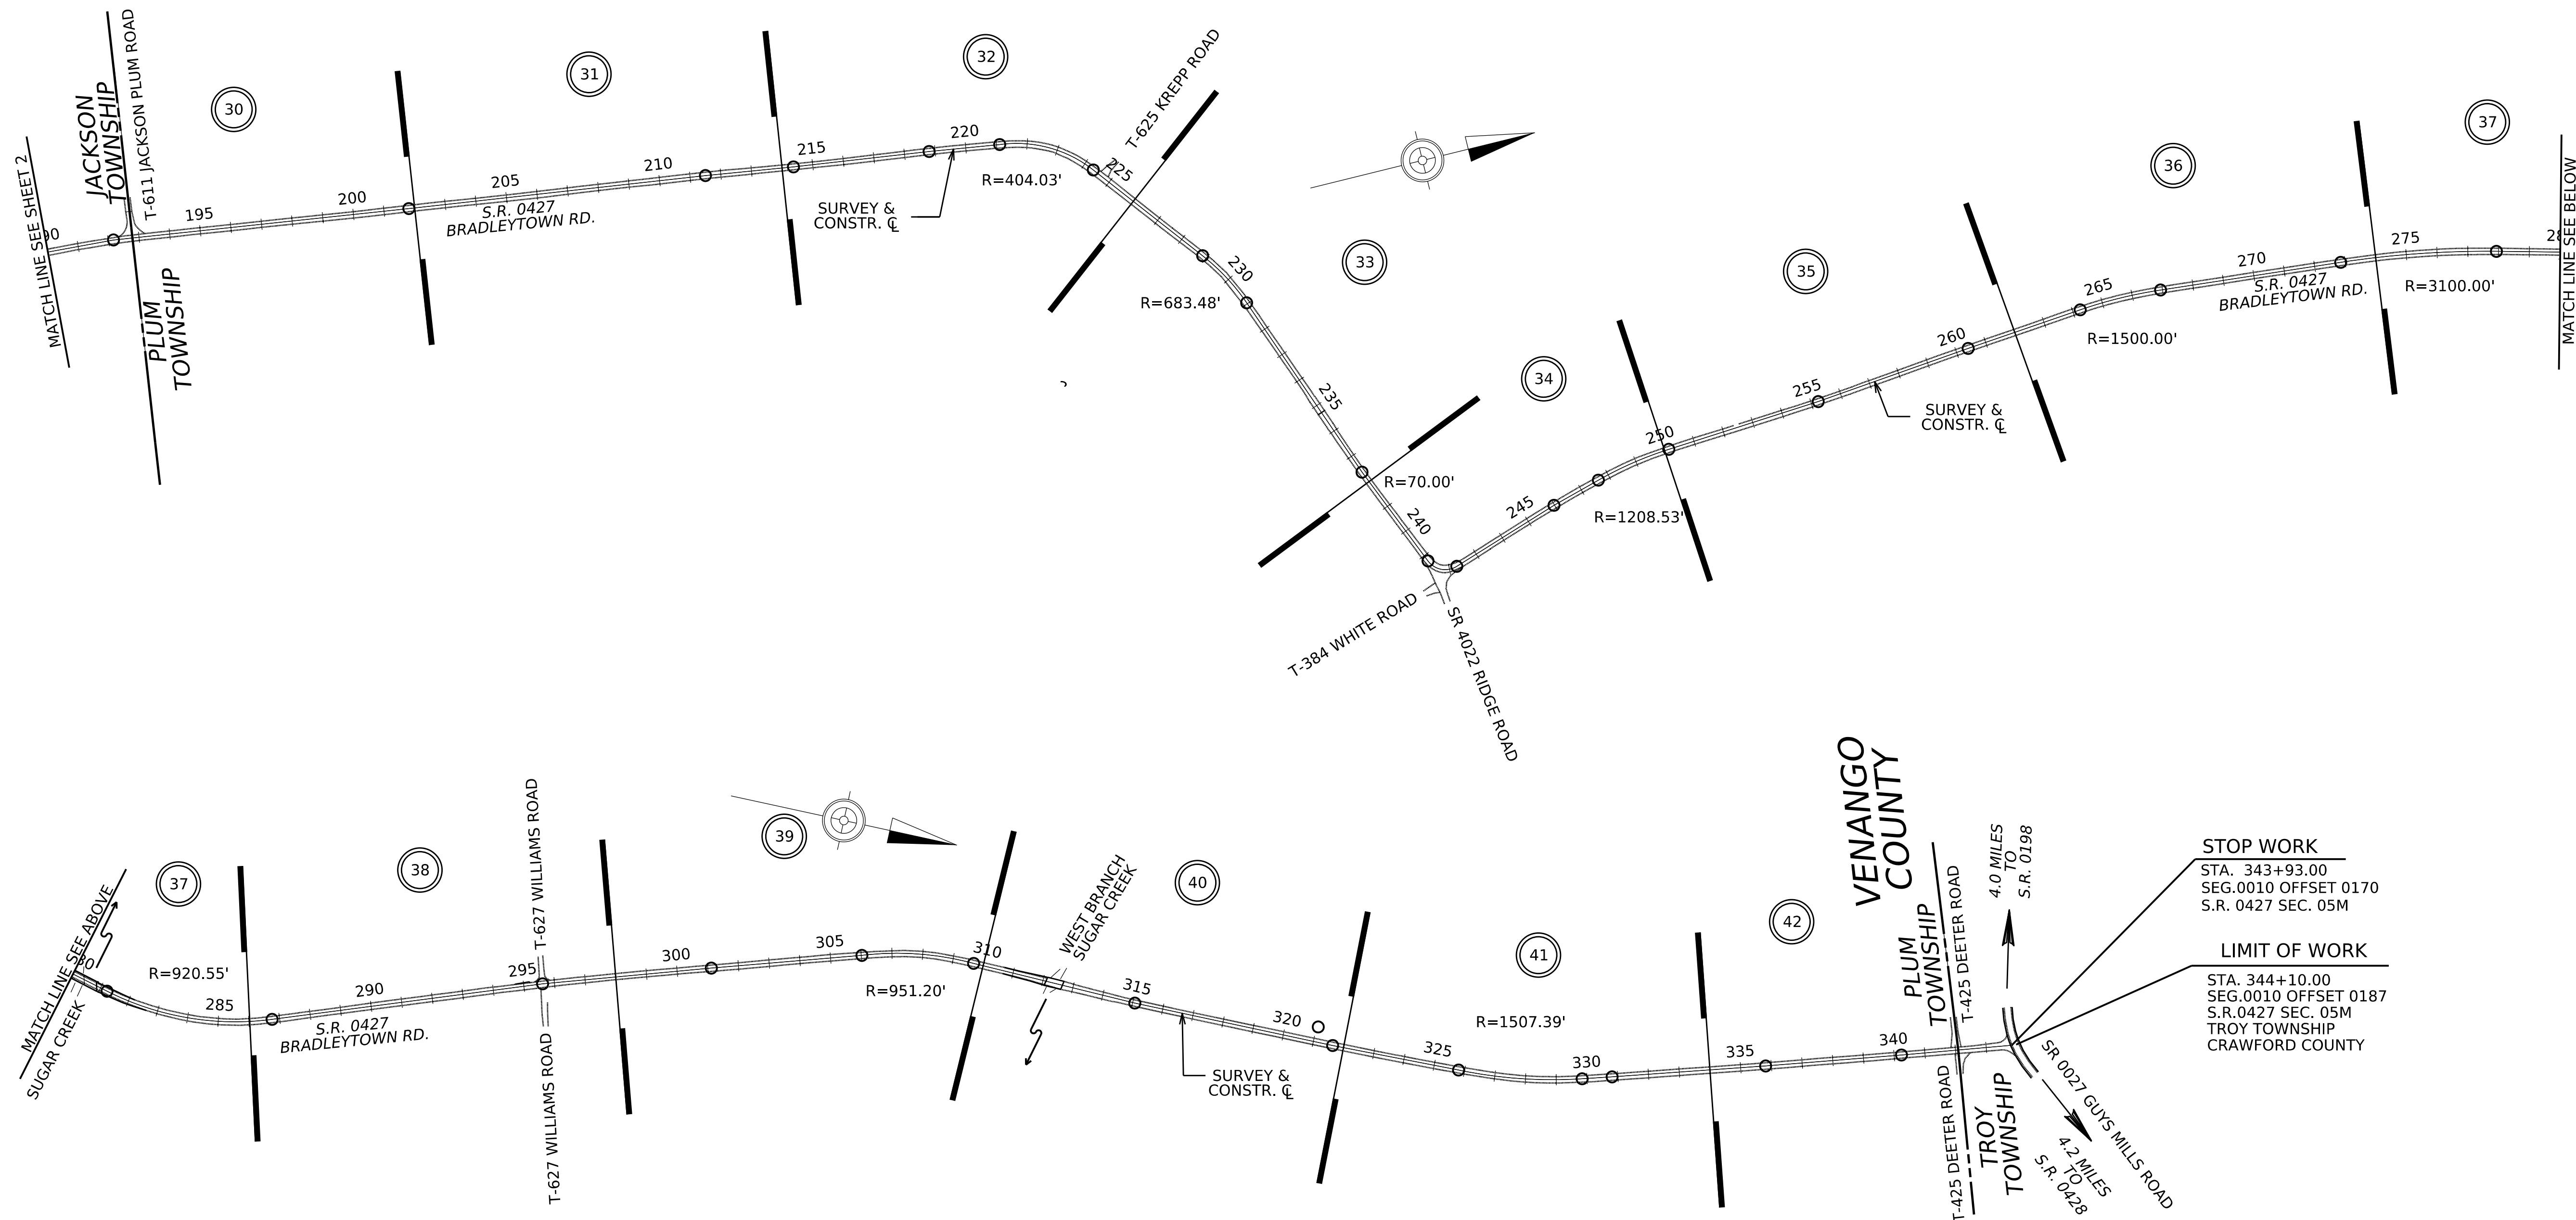 JACKSON
TOWNSHIP
T-611 JACKSON PLUM ROAD
MATCH LINE SEE SHEET 2
90
PLUM
TOWNSHIP
30
195
200
31
205
S.R. 0427
BRADLEYTOWN RD.
210
32
215
220
SURVEY &
CONSTR. ℄
R=404.03'
T-625 KREPP ROAD
225
33
230
R=683.48'
235
34
R=70.00'
240
T-384 WHITE ROAD
SR 4022 RIDGE ROAD
245
R=1208.53'
250
35
255
SURVEY &
CONSTR. ℄
260
36
265
R=1500.00'
270
S.R. 0427
BRADLEYTOWN RD.
37
275
R=3100.00'
28
MATCH LINE SEE BELOW
MATCH LINE SEE ABOVE
SUGAR CREEK
80
37
R=920.55'
285
38
290
S.R. 0427
BRADLEYTOWN RD.
295
T-627 WILLIAMS ROAD
T-627 WILLIAMS ROAD
39
300
305
R=951.20'
310
WEST BRANCH
SUGAR CREEK
40
315
SURVEY &
CONSTR. ℄
320
41
325
R=1507.39'
330
42
335
340
VENANGO
COUNTY
PLUM
TOWNSHIP
T-425 DEETER ROAD
T-425 DEETER ROAD
TROY
TOWNSHIP
4.0 MILES
TO
S.R. 0198
SR 0027 GUYS MILLS ROAD
4.2 MILES
TO
S.R. 0428
STOP WORK
STA. 343+93.00
SEG.0010 OFFSET 0170
S.R. 0427 SEC. 05M
LIMIT OF WORK
STA. 344+10.00
SEG.0010 OFFSET 0187
S.R.0427 SEC. 05M
TROY TOWNSHIP
CRAWFORD COUNTY